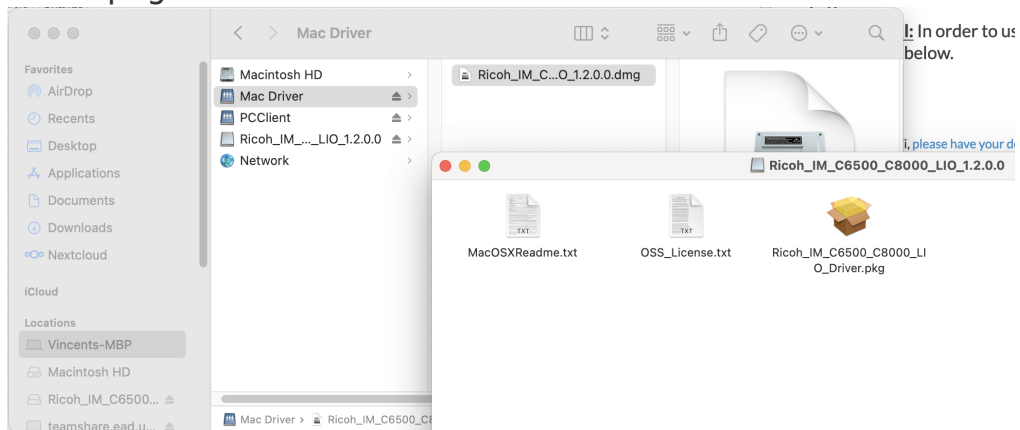 Mac Driver
l: In order to us
below.
Favorites
AirDrop
Recents
Desktop
Applications
Documents
Downloads
Nextcloud
iCloud
Locations
Vincents-MBP
Macintosh HD
Ricoh_IM_C6500...
teamshare.ead.u...
Macintosh HD
Mac Driver
PCClient
Ricoh_IM_..._LIO_1.2.0.0
Network
Ricoh_IM_C...O_1.2.0.0.dmg
i, please have your de
Ricoh_IM_C6500_C8000_LIO_1.2.0.0
TXT
MacOSXReadme.txt
TXT
OSS_License.txt
Ricoh_IM_C6500_C8000_LI
O_Driver.pkg
Mac Driver › Ricoh_IM_C6500_C8